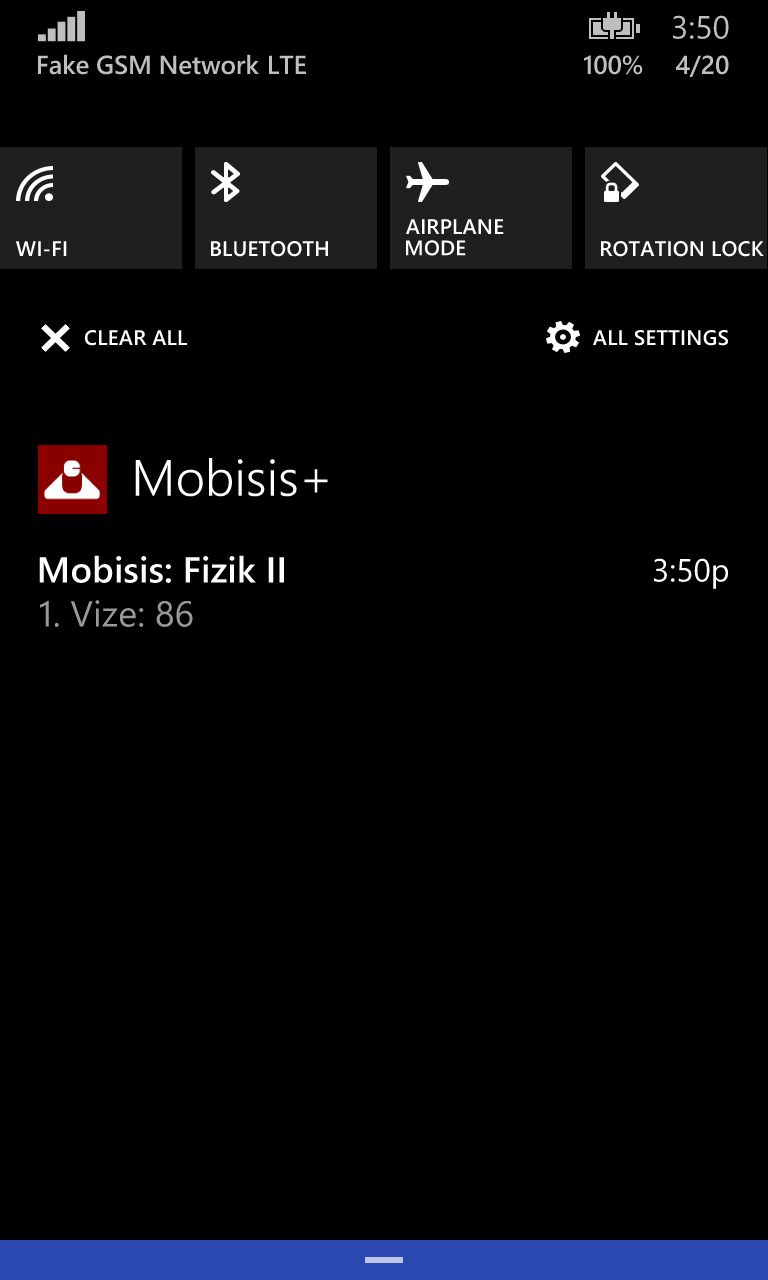 3:50
Fake GSM Network LTE 100% 4/20
WI-FI
BLUETOOTH
AIRPLANE
MODE
ROTATION LOCK
CLEAR ALL
ALL SETTINGS
Mobisis+
Mobisis: Fizik II 3:50p
1. Vize: 86